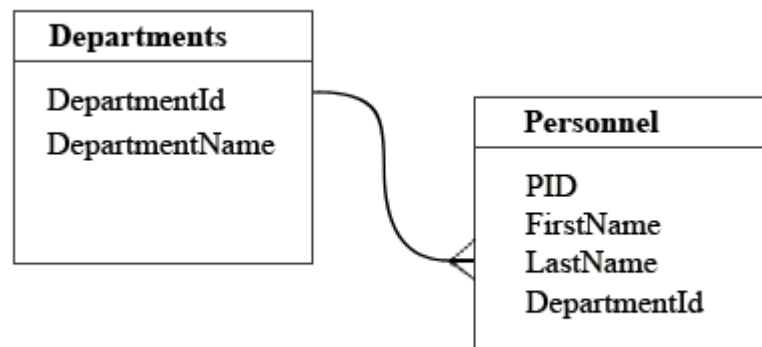 Departments
DepartmentId
DepartmentName
Personnel
PID
FirstName
LastName
DepartmentId